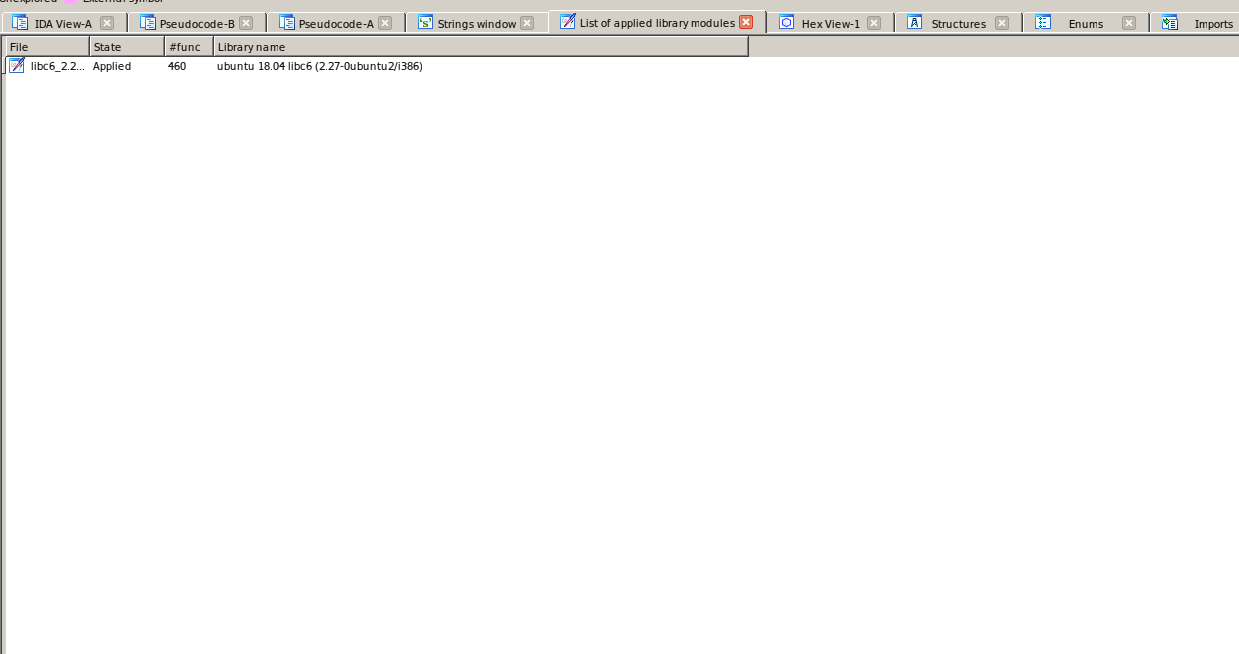 Unexplored External symbol
IDA View-A Pseudocode-B Pseudocode-A Strings window List of applied library modules Hex View-1 Structures Enums Imports
File State #func Library name
libc6_2.2... Applied 460 ubuntu 18.04 libc6 (2.27-0ubuntu2/i386)